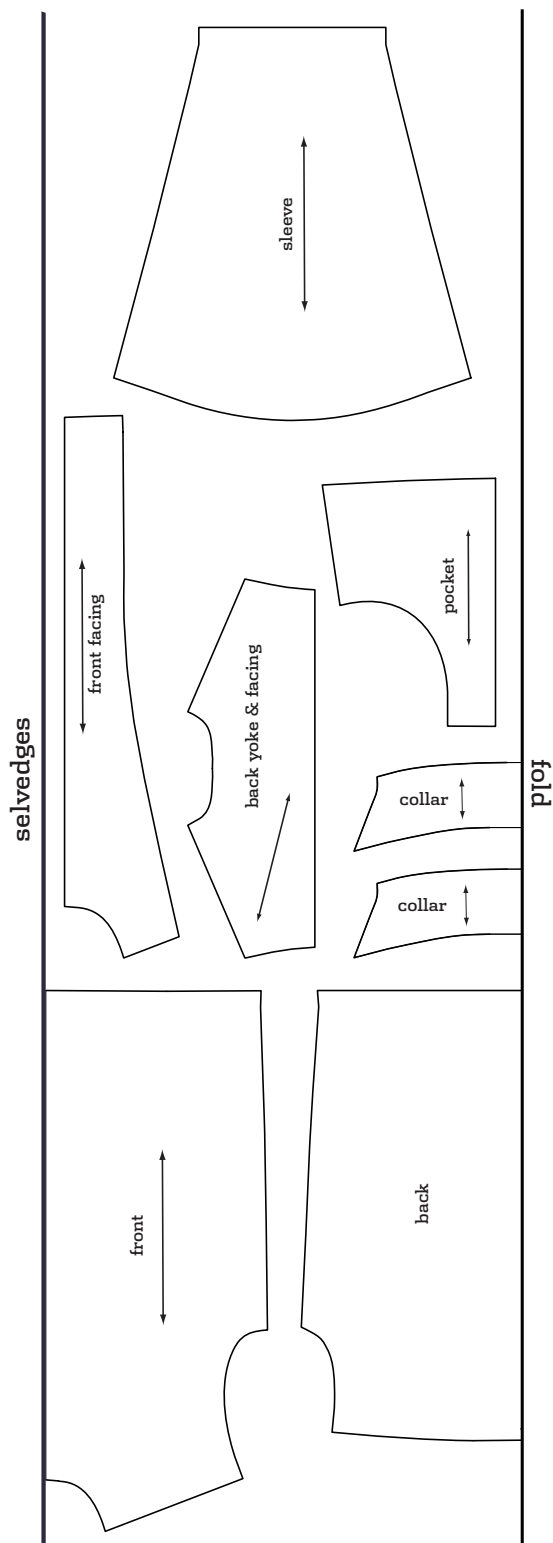 sleeve
pocket
front facing
back yoke & facing
selvedges
fold
collar
collar
back
front